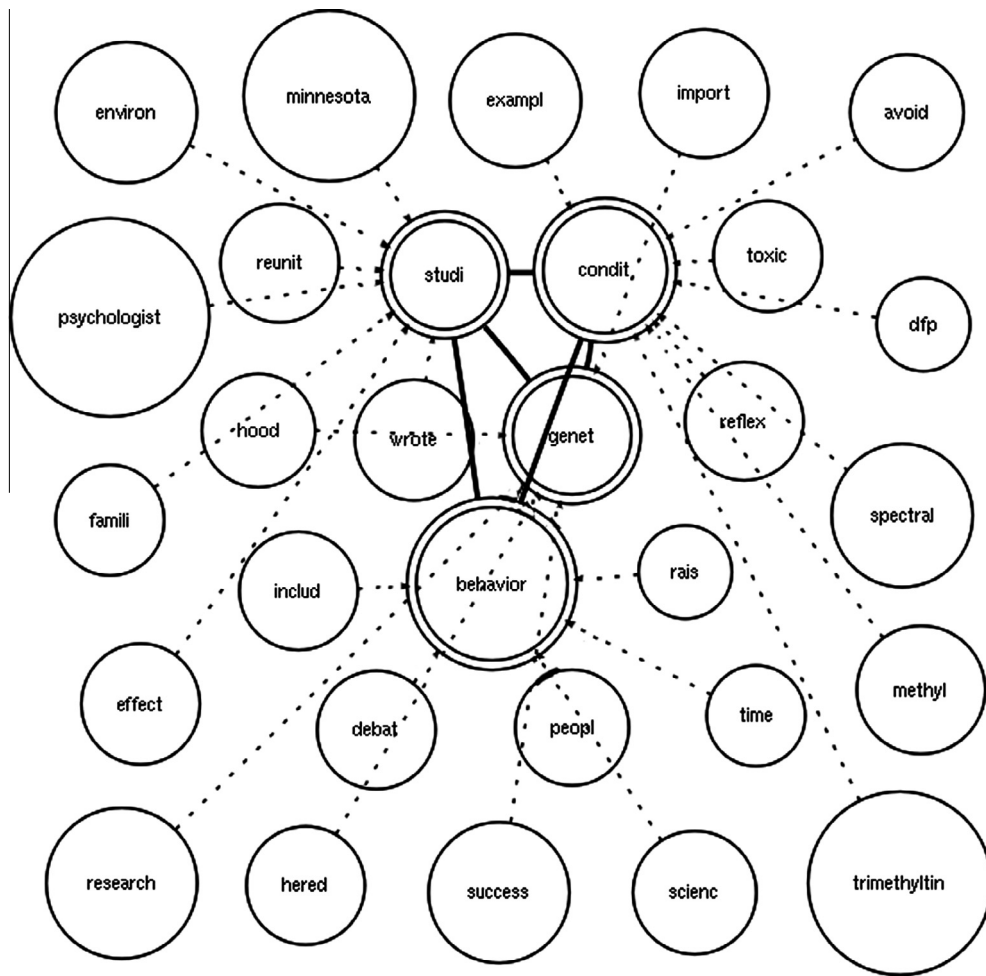 environ
minnesota
exampl
import
avoid
psychologist
reunit
studi
condit
toxic
dfp
hood
wrote
genet
reflex
famili
spectral
includ
behavior
rais
effect
debat
peopl
time
methyl
research
hered
success
scienc
trimethyltin